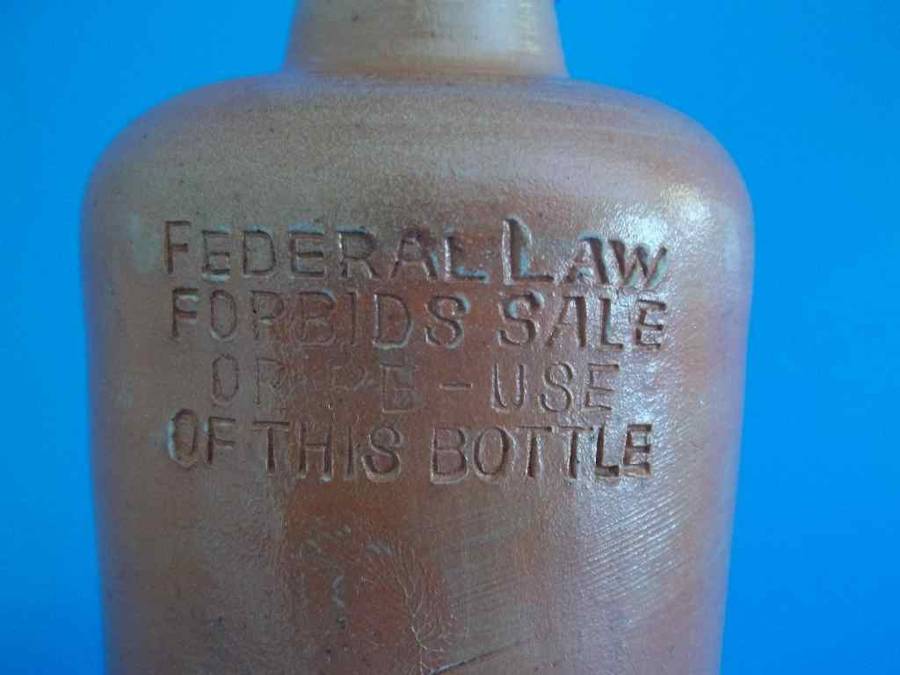 FEDERAL LAW
FORBIDS SALE
OR RE-USE
OF THIS BOTTLE